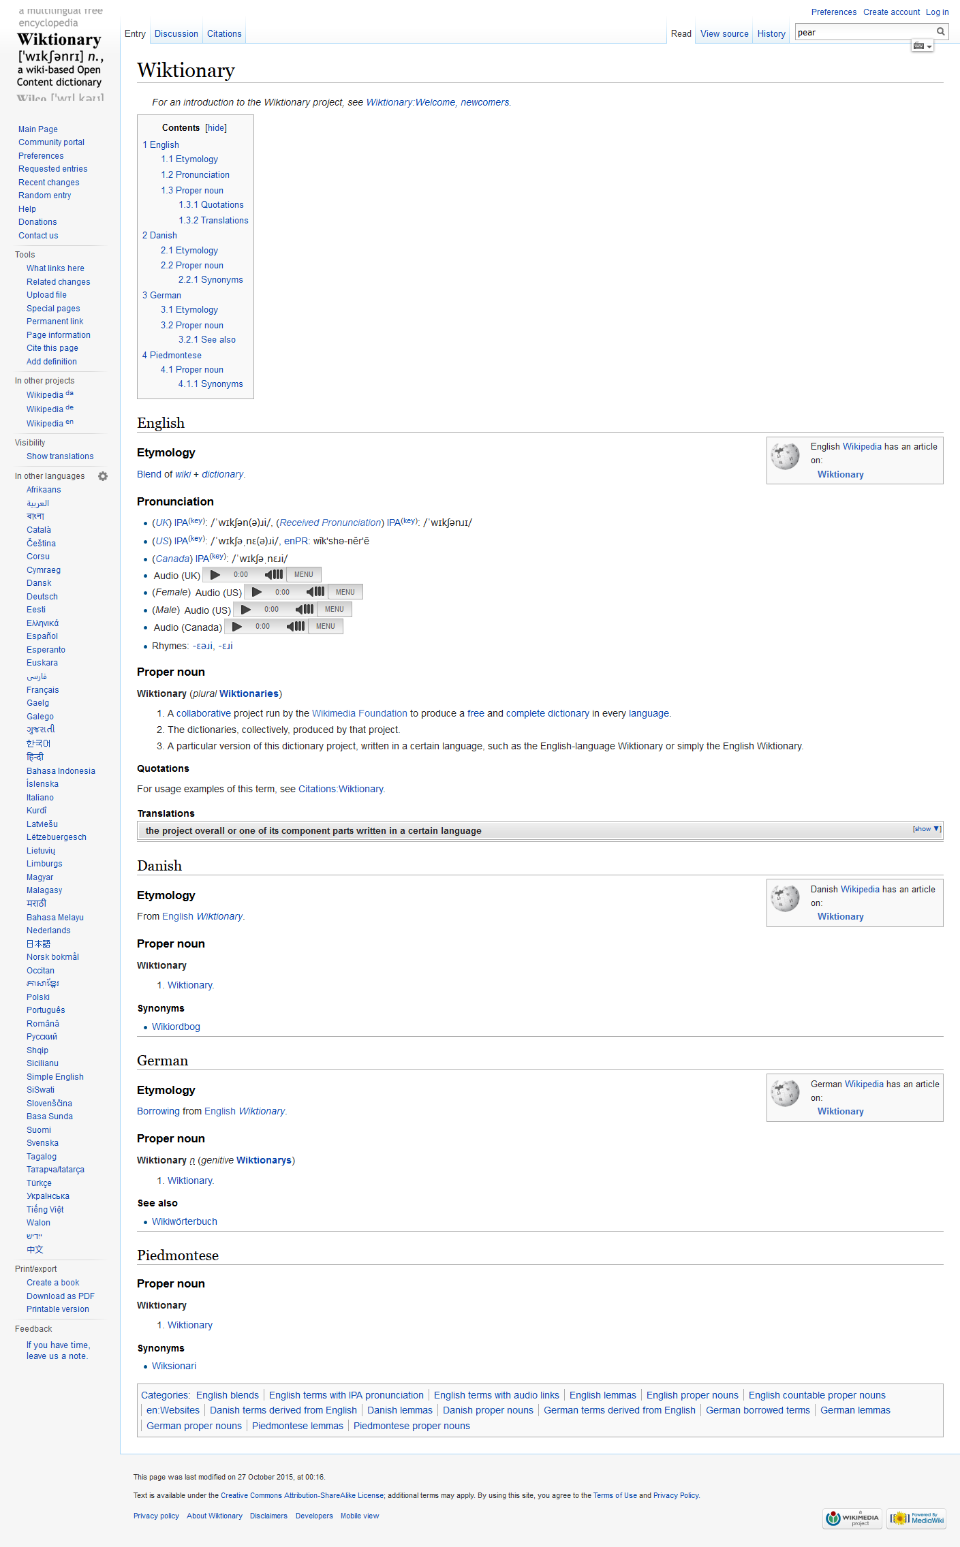 a multilingual free
encyclopedia
Wiktionary
['wɪkʃənrɪ] n.,
a wiki-based Open
Content dictionary
Wilco ['wɪl kəʊ]
Preferences Create account Log in
Entry Discussion Citations Read View source History pear
Main Page
Community portal
Preferences
Requested entries
Recent changes
Random entry
Help
Donations
Contact us
Tools
What links here
Related changes
Upload file
Special pages
Permanent link
Page information
Cite this page
Add definition
In other projects
Wikipedia da
Wikipedia de
Wikipedia en
Visibility
Show translations
In other languages
Afrikaans
العربية
বাংলা
Català
Čeština
Corsu
Cymraeg
Dansk
Deutsch
Eesti
Ελληνικά
Español
Esperanto
Euskara
فارسی
Français
Gaeilg
Galego
ગુજરાતી
한국어
हिन्दी
Bahasa Indonesia
Íslenska
Italiano
Kurdî
Latviešu
Lëtzebuergesch
Lietuvių
Limburgs
Magyar
Malagasy
मराठी
Bahasa Melayu
Nederlands
日本語
Norsk bokmål
Occitan
ភាសាខ្មែរ
Polski
Português
Română
Русский
Shqip
Sicilianu
Simple English
SiSwati
Slovenščina
Basa Sunda
Suomi
Svenska
Tagalog
Татарча/tatarça
Türkçe
Українська
Tiếng Việt
Walon
ייִדיש
中文
Print/export
Create a book
Download as PDF
Printable version
Feedback
If you have time,
leave us a note.
Wiktionary
For an introduction to the Wiktionary project, see Wiktionary:Welcome, newcomers.
Contents [hide]
1 English
1.1 Etymology
1.2 Pronunciation
1.3 Proper noun
1.3.1 Quotations
1.3.2 Translations
2 Danish
2.1 Etymology
2.2 Proper noun
2.2.1 Synonyms
3 German
3.1 Etymology
3.2 Proper noun
3.2.1 See also
4 Piedmontese
4.1 Proper noun
4.1.1 Synonyms
English
English Wikipedia has an article
on:
Wiktionary
Etymology
Blend of wiki + dictionary.
Pronunciation
(UK) IPA(key): /ˈwɪkʃən(ə)ɹi/, (Received Pronunciation) IPA(key): /ˈwɪkʃənɹɪ/
(US) IPA(key): /ˈwɪkʃəˌnɛ(ə)ɹi/, enPR: wĭk'shə-nĕr'ē
(Canada) IPA(key): /ˈwɪkʃəˌnɛɹi/
Audio (UK) 0:00 MENU
(Female) Audio (US) 0:00 MENU
(Male) Audio (US) 0:00 MENU
Audio (Canada) 0:00 MENU
Rhymes: -ɛəɹi, -ɛɹi
Proper noun
Wiktionary (plural Wiktionaries)
1. A collaborative project run by the Wikimedia Foundation to produce a free and complete dictionary in every language.
2. The dictionaries, collectively, produced by that project.
3. A particular version of this dictionary project, written in a certain language, such as the English-language Wiktionary or simply the English Wiktionary.
Quotations
For usage examples of this term, see Citations:Wiktionary.
Translations
the project overall or one of its component parts written in a certain language [show ▼]
Danish
Danish Wikipedia has an article
on:
Wiktionary
Etymology
From English Wiktionary.
Proper noun
Wiktionary
1. Wiktionary.
Synonyms
Wikiordbog
German
German Wikipedia has an article
on:
Wiktionary
Etymology
Borrowing from English Wiktionary.
Proper noun
Wiktionary n (genitive Wiktionarys)
1. Wiktionary.
See also
Wikiwörterbuch
Piedmontese
Proper noun
Wiktionary
1. Wiktionary
Synonyms
Wiksionari
Categories: English blends | English terms with IPA pronunciation | English terms with audio links | English lemmas | English proper nouns | English countable proper nouns
| en:Websites | Danish terms derived from English | Danish lemmas | Danish proper nouns | German terms derived from English | German borrowed terms | German lemmas
| German proper nouns | Piedmontese lemmas | Piedmontese proper nouns
This page was last modified on 27 October 2015, at 00:16.
Text is available under the Creative Commons Attribution-ShareAlike License; additional terms may apply. By using this site, you agree to the Terms of Use and Privacy Policy.
Privacy policy About Wiktionary Disclaimers Developers Mobile view
A WIKIMEDIA project
Powered By MediaWiki